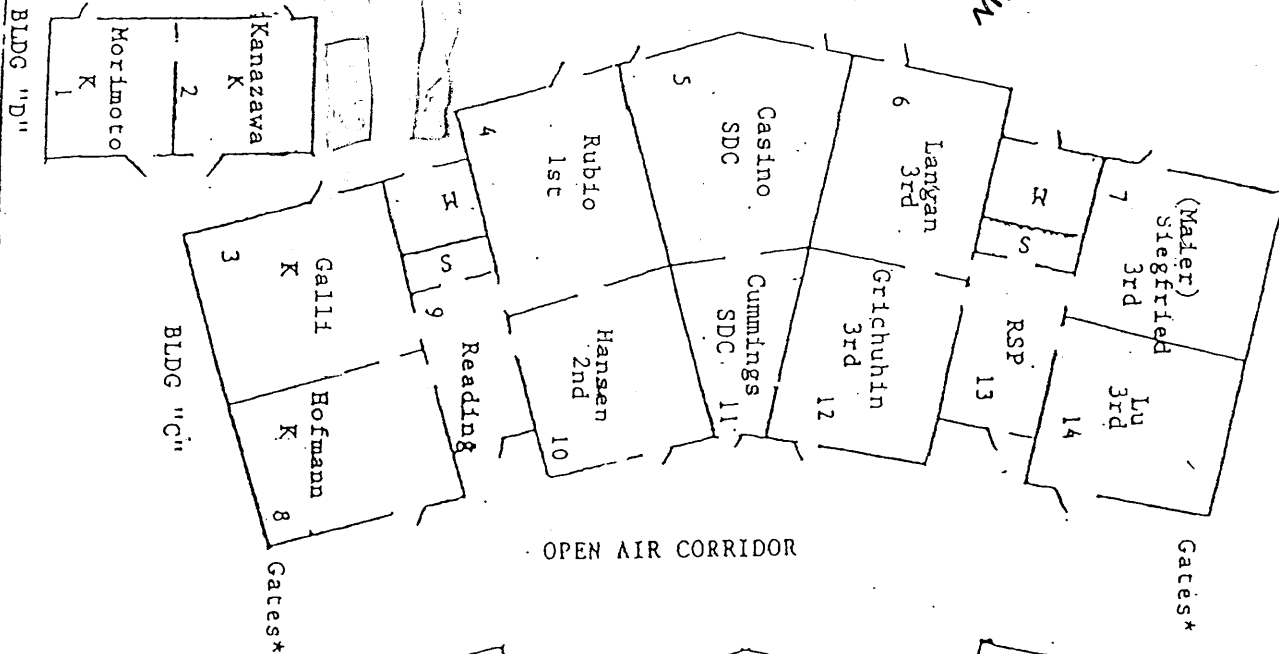 BLDG "D"
Morimoto
K
1
Kanazawa
K
2
Galli
K
3
Rubio
1st
4
Casino
SDC
5
Langan
3rd
6
(Maier)
Siegfried
3rd
7
Hofmann
K
8
Reading
9
Hansen
2nd
10
Cummings
SDC
11
Grichuhin
3rd
12
RSP
13
Lu
3rd
14
S
S
BLDG "C"
OPEN AIR CORRIDOR
Gates*
Gates*